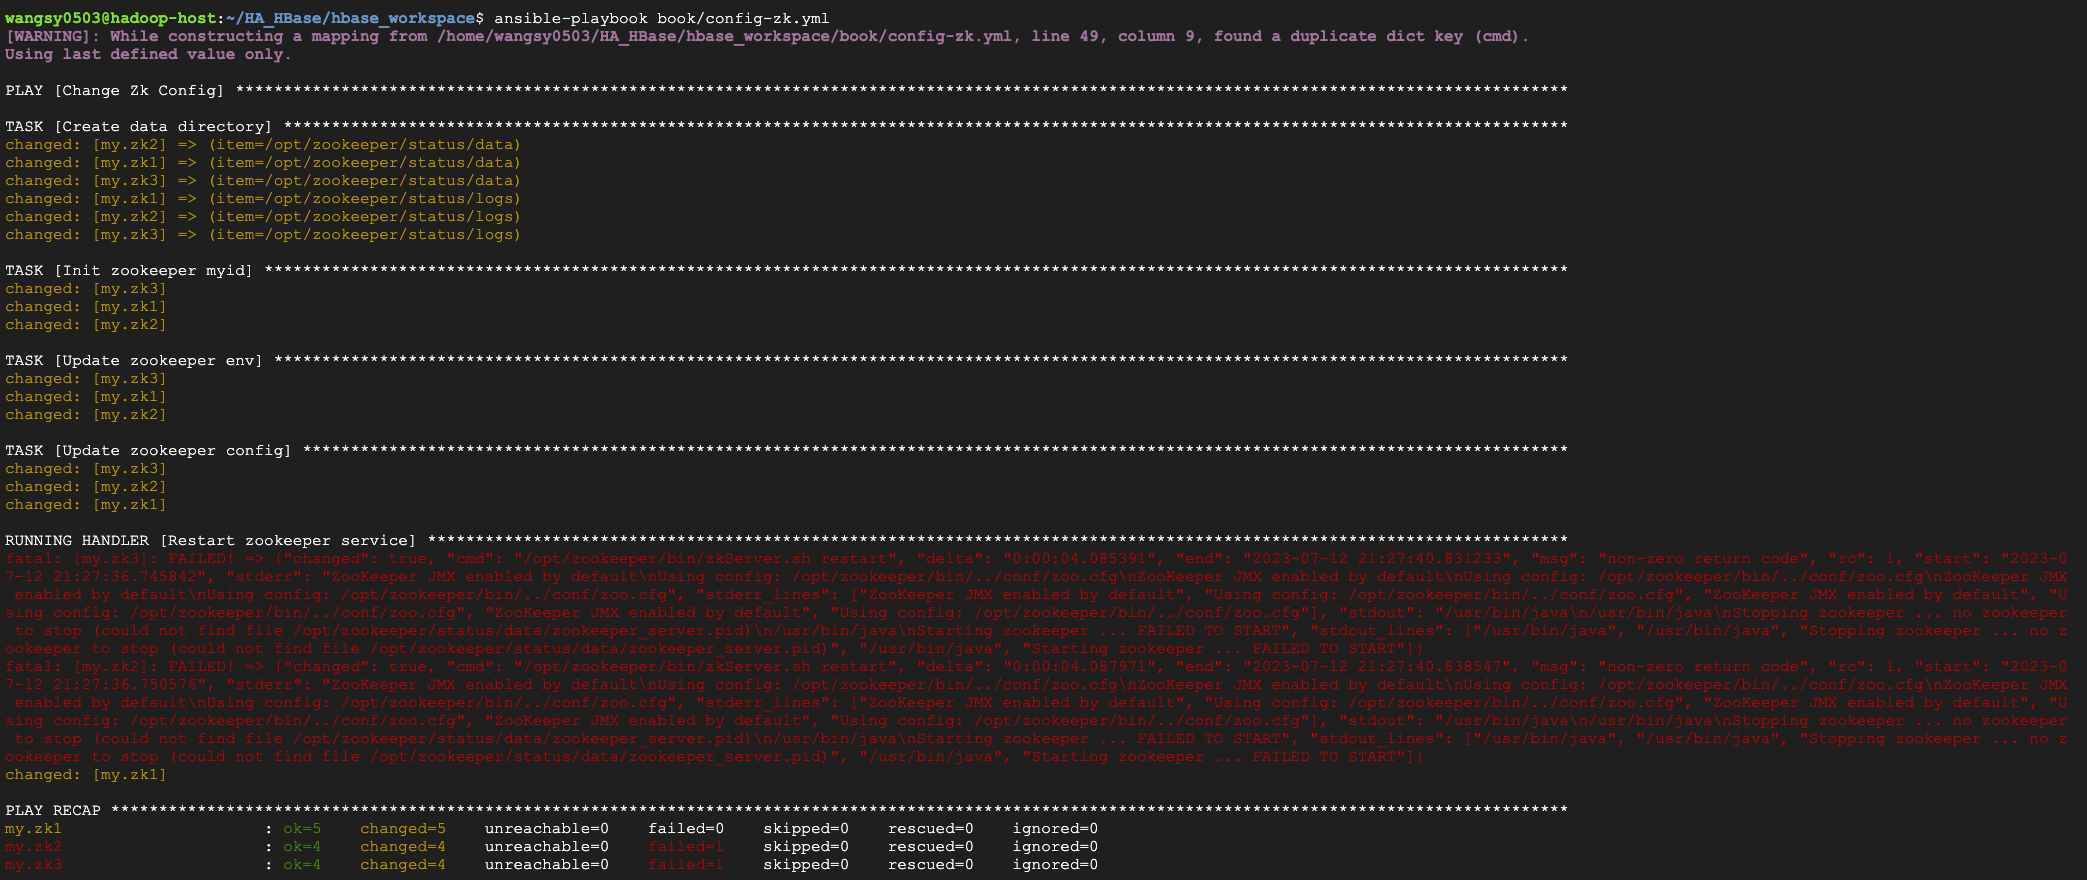 wangsy0503@hadoop-host:~/HA_HBase/hbase_workspace$ ansible-playbook book/config-zk.yml
[WARNING]: While constructing a mapping from /home/wangsy0503/HA_HBase/hbase_workspace/book/config-zk.yml, line 49, column 9, found a duplicate dict key (cmd).
Using last defined value only.
PLAY [Change Zk Config] *******************************************************************************************************************************************
TASK [Create data directory] **************************************************************************************************************************************
changed: [my.zk2] => (item=/opt/zookeeper/status/data)
changed: [my.zk1] => (item=/opt/zookeeper/status/data)
changed: [my.zk3] => (item=/opt/zookeeper/status/data)
changed: [my.zk1] => (item=/opt/zookeeper/status/logs)
changed: [my.zk2] => (item=/opt/zookeeper/status/logs)
changed: [my.zk3] => (item=/opt/zookeeper/status/logs)
TASK [Init zookeeper myid] ****************************************************************************************************************************************
changed: [my.zk3]
changed: [my.zk1]
changed: [my.zk2]
TASK [Update zookeeper env] ***************************************************************************************************************************************
changed: [my.zk3]
changed: [my.zk1]
changed: [my.zk2]
TASK [Update zookeeper config] ************************************************************************************************************************************
changed: [my.zk3]
changed: [my.zk2]
changed: [my.zk1]
RUNNING HANDLER [Restart zookeeper service] ***********************************************************************************************************************
fatal: [my.zk3]: FAILED! => {"changed": true, "cmd": "/opt/zookeeper/bin/zkServer.sh restart", "delta": "0:00:04.085391", "end": "2023-07-12 21:27:40.831233", "msg": "non-zero return code", "rc": 1, "start": "2023-0
7-12 21:27:36.745842", "stderr": "ZooKeeper JMX enabled by default\nUsing config: /opt/zookeeper/bin/../conf/zoo.cfg\nZooKeeper JMX enabled by default\nUsing config: /opt/zookeeper/bin/../conf/zoo.cfg\nZooKeeper JMX
 enabled by default\nUsing config: /opt/zookeeper/bin/../conf/zoo.cfg", "stderr_lines": ["ZooKeeper JMX enabled by default", "Using config: /opt/zookeeper/bin/../conf/zoo.cfg", "ZooKeeper JMX enabled by default", "U
sing config: /opt/zookeeper/bin/../conf/zoo.cfg", "ZooKeeper JMX enabled by default", "Using config: /opt/zookeeper/bin/../conf/zoo.cfg"], "stdout": "/usr/bin/java\n/usr/bin/java\nStopping zookeeper ... no zookeeper
 to stop (could not find file /opt/zookeeper/status/data/zookeeper_server.pid)\n/usr/bin/java\nStarting zookeeper ... FAILED TO START", "stdout_lines": ["/usr/bin/java", "/usr/bin/java", "Stopping zookeeper ... no z
ookeeper to stop (could not find file /opt/zookeeper/status/data/zookeeper_server.pid)", "/usr/bin/java", "Starting zookeeper ... FAILED TO START"]}
fatal: [my.zk2]: FAILED! => {"changed": true, "cmd": "/opt/zookeeper/bin/zkServer.sh restart", "delta": "0:00:04.087971", "end": "2023-07-12 21:27:40.838547", "msg": "non-zero return code", "rc": 1, "start": "2023-0
7-12 21:27:36.750576", "stderr": "ZooKeeper JMX enabled by default\nUsing config: /opt/zookeeper/bin/../conf/zoo.cfg\nZooKeeper JMX enabled by default\nUsing config: /opt/zookeeper/bin/../conf/zoo.cfg\nZooKeeper JMX
 enabled by default\nUsing config: /opt/zookeeper/bin/../conf/zoo.cfg", "stderr_lines": ["ZooKeeper JMX enabled by default", "Using config: /opt/zookeeper/bin/../conf/zoo.cfg", "ZooKeeper JMX enabled by default", "U
sing config: /opt/zookeeper/bin/../conf/zoo.cfg", "ZooKeeper JMX enabled by default", "Using config: /opt/zookeeper/bin/../conf/zoo.cfg"], "stdout": "/usr/bin/java\n/usr/bin/java\nStopping zookeeper ... no zookeeper
 to stop (could not find file /opt/zookeeper/status/data/zookeeper_server.pid)\n/usr/bin/java\nStarting zookeeper ... FAILED TO START", "stdout_lines": ["/usr/bin/java", "/usr/bin/java", "Stopping zookeeper ... no z
ookeeper to stop (could not find file /opt/zookeeper/status/data/zookeeper_server.pid)", "/usr/bin/java", "Starting zookeeper ... FAILED TO START"]}
changed: [my.zk1]
PLAY RECAP ********************************************************************************************************************************************************
my.zk1                     : ok=5    changed=5    unreachable=0    failed=0    skipped=0    rescued=0    ignored=0
my.zk2                     : ok=4    changed=4    unreachable=0    failed=1    skipped=0    rescued=0    ignored=0
my.zk3                     : ok=4    changed=4    unreachable=0    failed=1    skipped=0    rescued=0    ignored=0